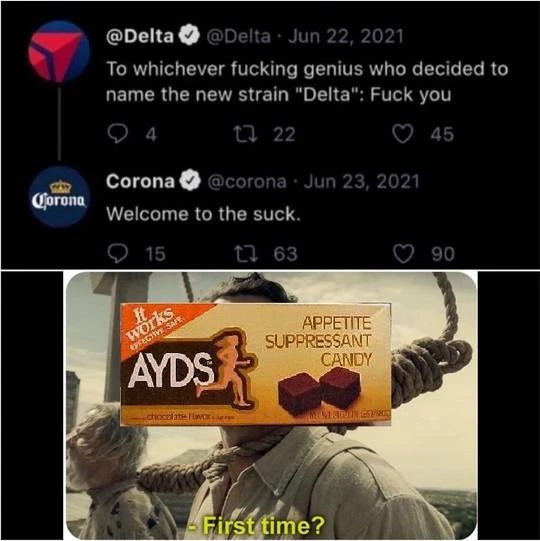 @Delta @Delta · Jun 22, 2021
To whichever fucking genius who decided to
name the new strain "Delta": Fuck you
4 22 45
Corona @corona · Jun 23, 2021
Corona
Welcome to the suck.
15 63 90
It
works
EFFECTIVE SAFE
APPETITE
SUPPRESSANT
CANDY
AYDS
chocolate flavor
- First time?